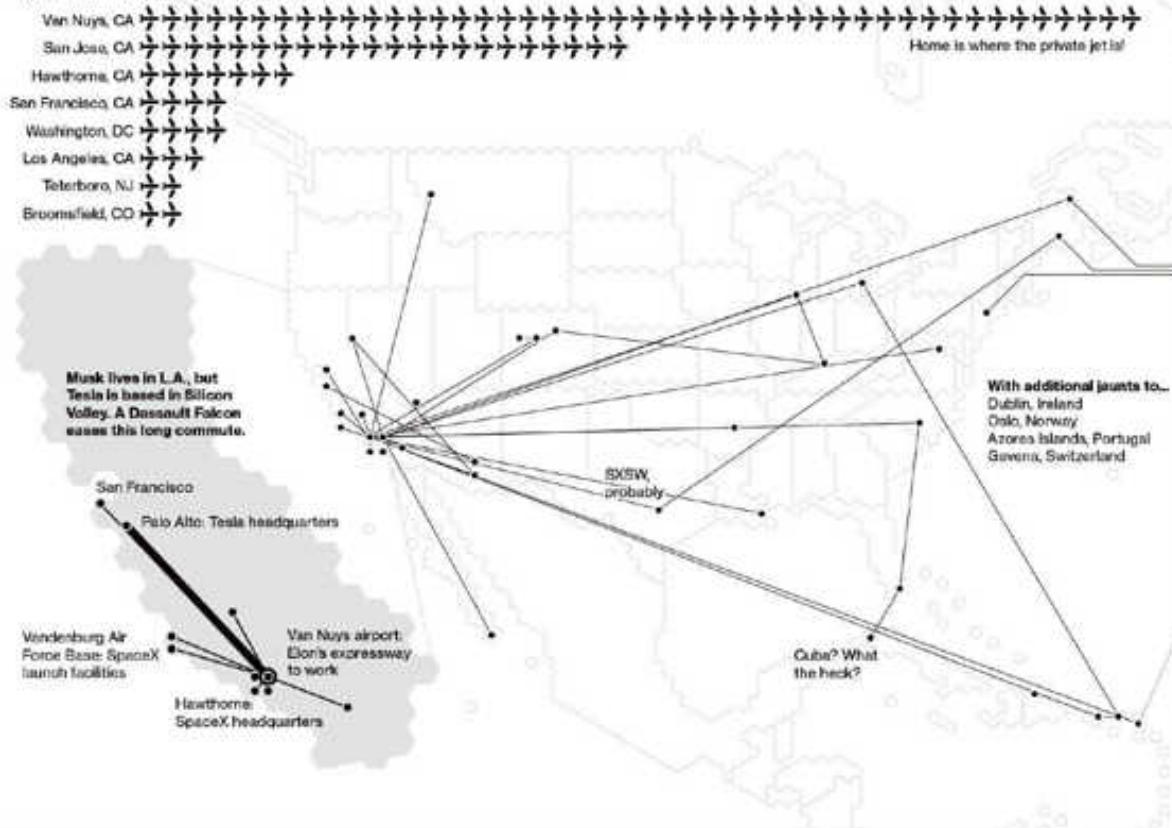 Van Nuys, CA
San Jose, CA
Home is where the private jet is!
Hawthorne, CA
San Francisco, CA
Washington, DC
Los Angeles, CA
Teterboro, NJ
Broomsfield, CO
Musk lives in L.A., but
Tesla is based in Silicon
Valley. A Dassault Falcon
eases this long commute.
With additional jaunts to...
Dublin, Ireland
Oslo, Norway
Azores Islands, Portugal
Gevena, Switzerland
SXSW,
probably
San Francisco
Palo Alto: Tesla headquarters
Vandenburg Air
Force Base: SpaceX
launch facilities
Van Nuys airport:
Elon's expressway
to work
Hawthorne:
SpaceX headquarters
Cuba? What
the heck?